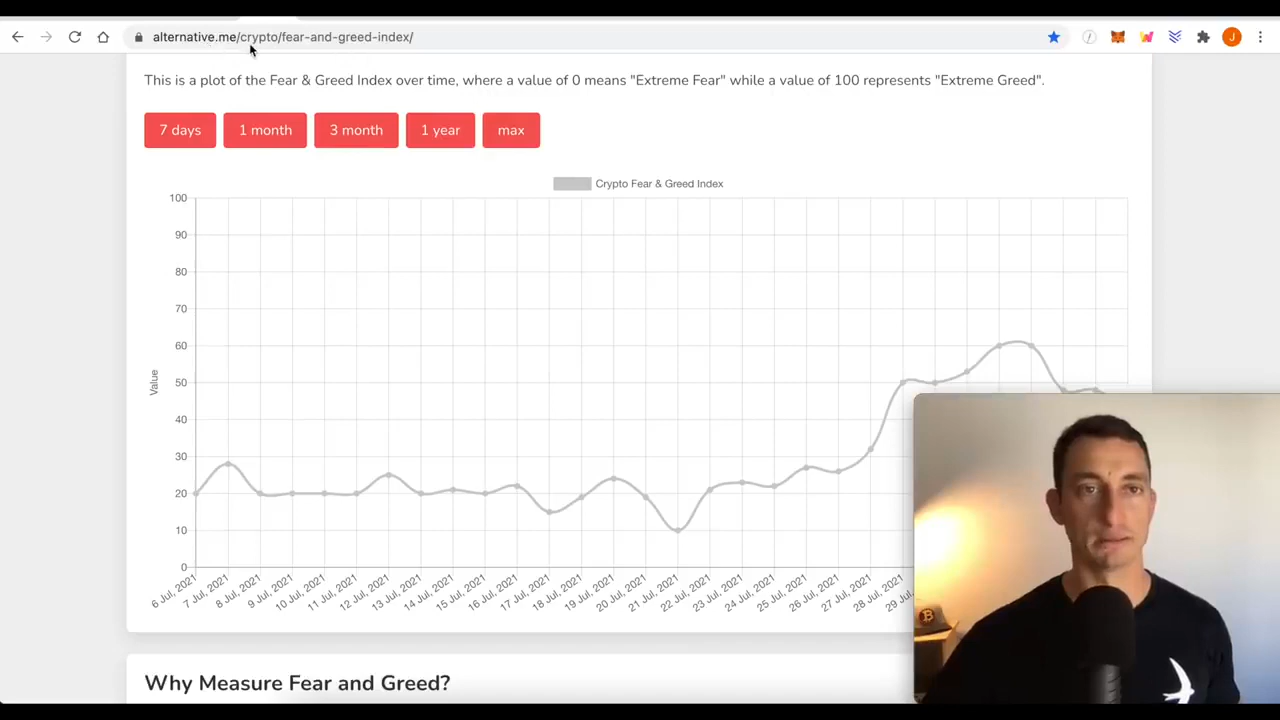 alternative.me/crypto/fear-and-greed-index/
J
This is a plot of the Fear & Greed Index over time, where a value of 0 means "Extreme Fear" while a value of 100 represents "Extreme Greed".
7 days
1 month
3 month
1 year
max
Crypto Fear & Greed Index
100
90
80
70
60
50
40
30
20
10
0
Value
6 Jul, 2021
7 Jul, 2021
8 Jul, 2021
9 Jul, 2021
10 Jul, 2021
11 Jul, 2021
12 Jul, 2021
13 Jul, 2021
14 Jul, 2021
15 Jul, 2021
16 Jul, 2021
17 Jul, 2021
18 Jul, 2021
19 Jul, 2021
20 Jul, 2021
21 Jul, 2021
22 Jul, 2021
23 Jul, 2021
24 Jul, 2021
25 Jul, 2021
26 Jul, 2021
27 Jul, 2021
28 Jul, 2021
Why Measure Fear and Greed?